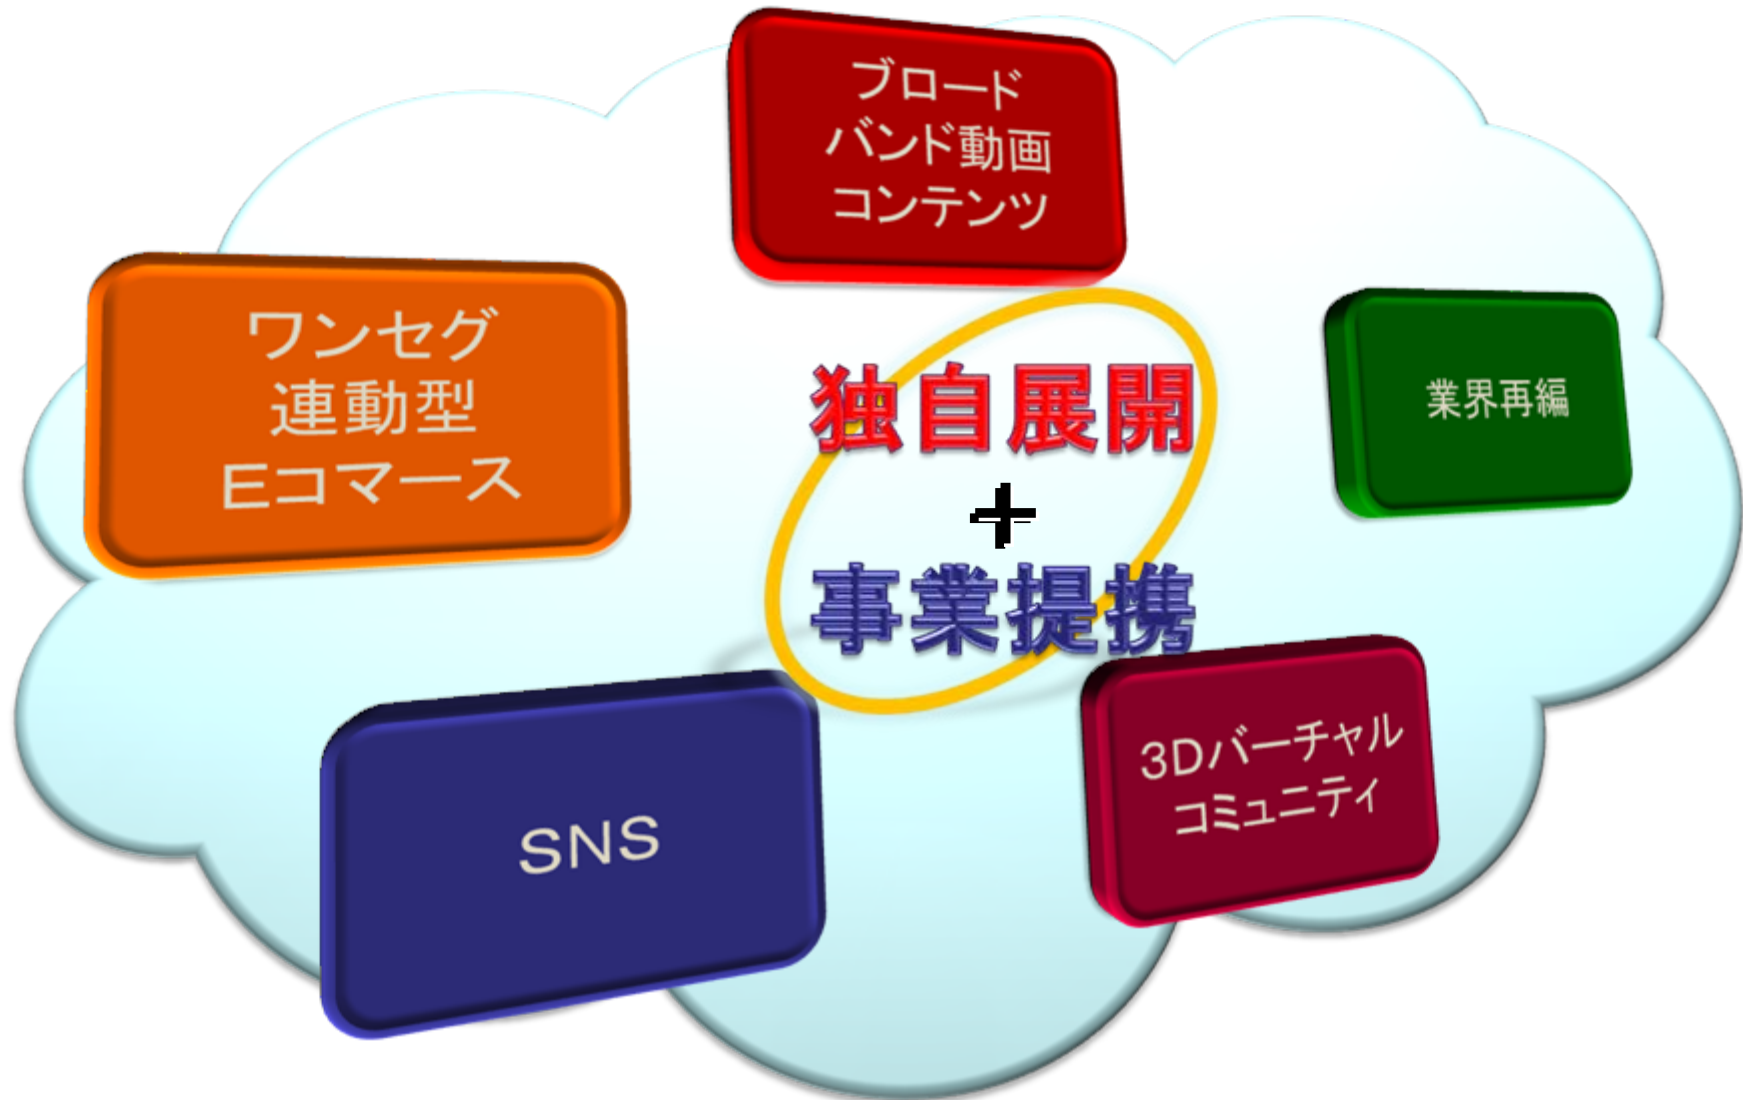 ブロード
バンド動画
コンテンツ
ワンセグ
連動型
Eコマース
独自展開
+
事業提携
業界再編
SNS
3Dバーチャル
コミュニティ